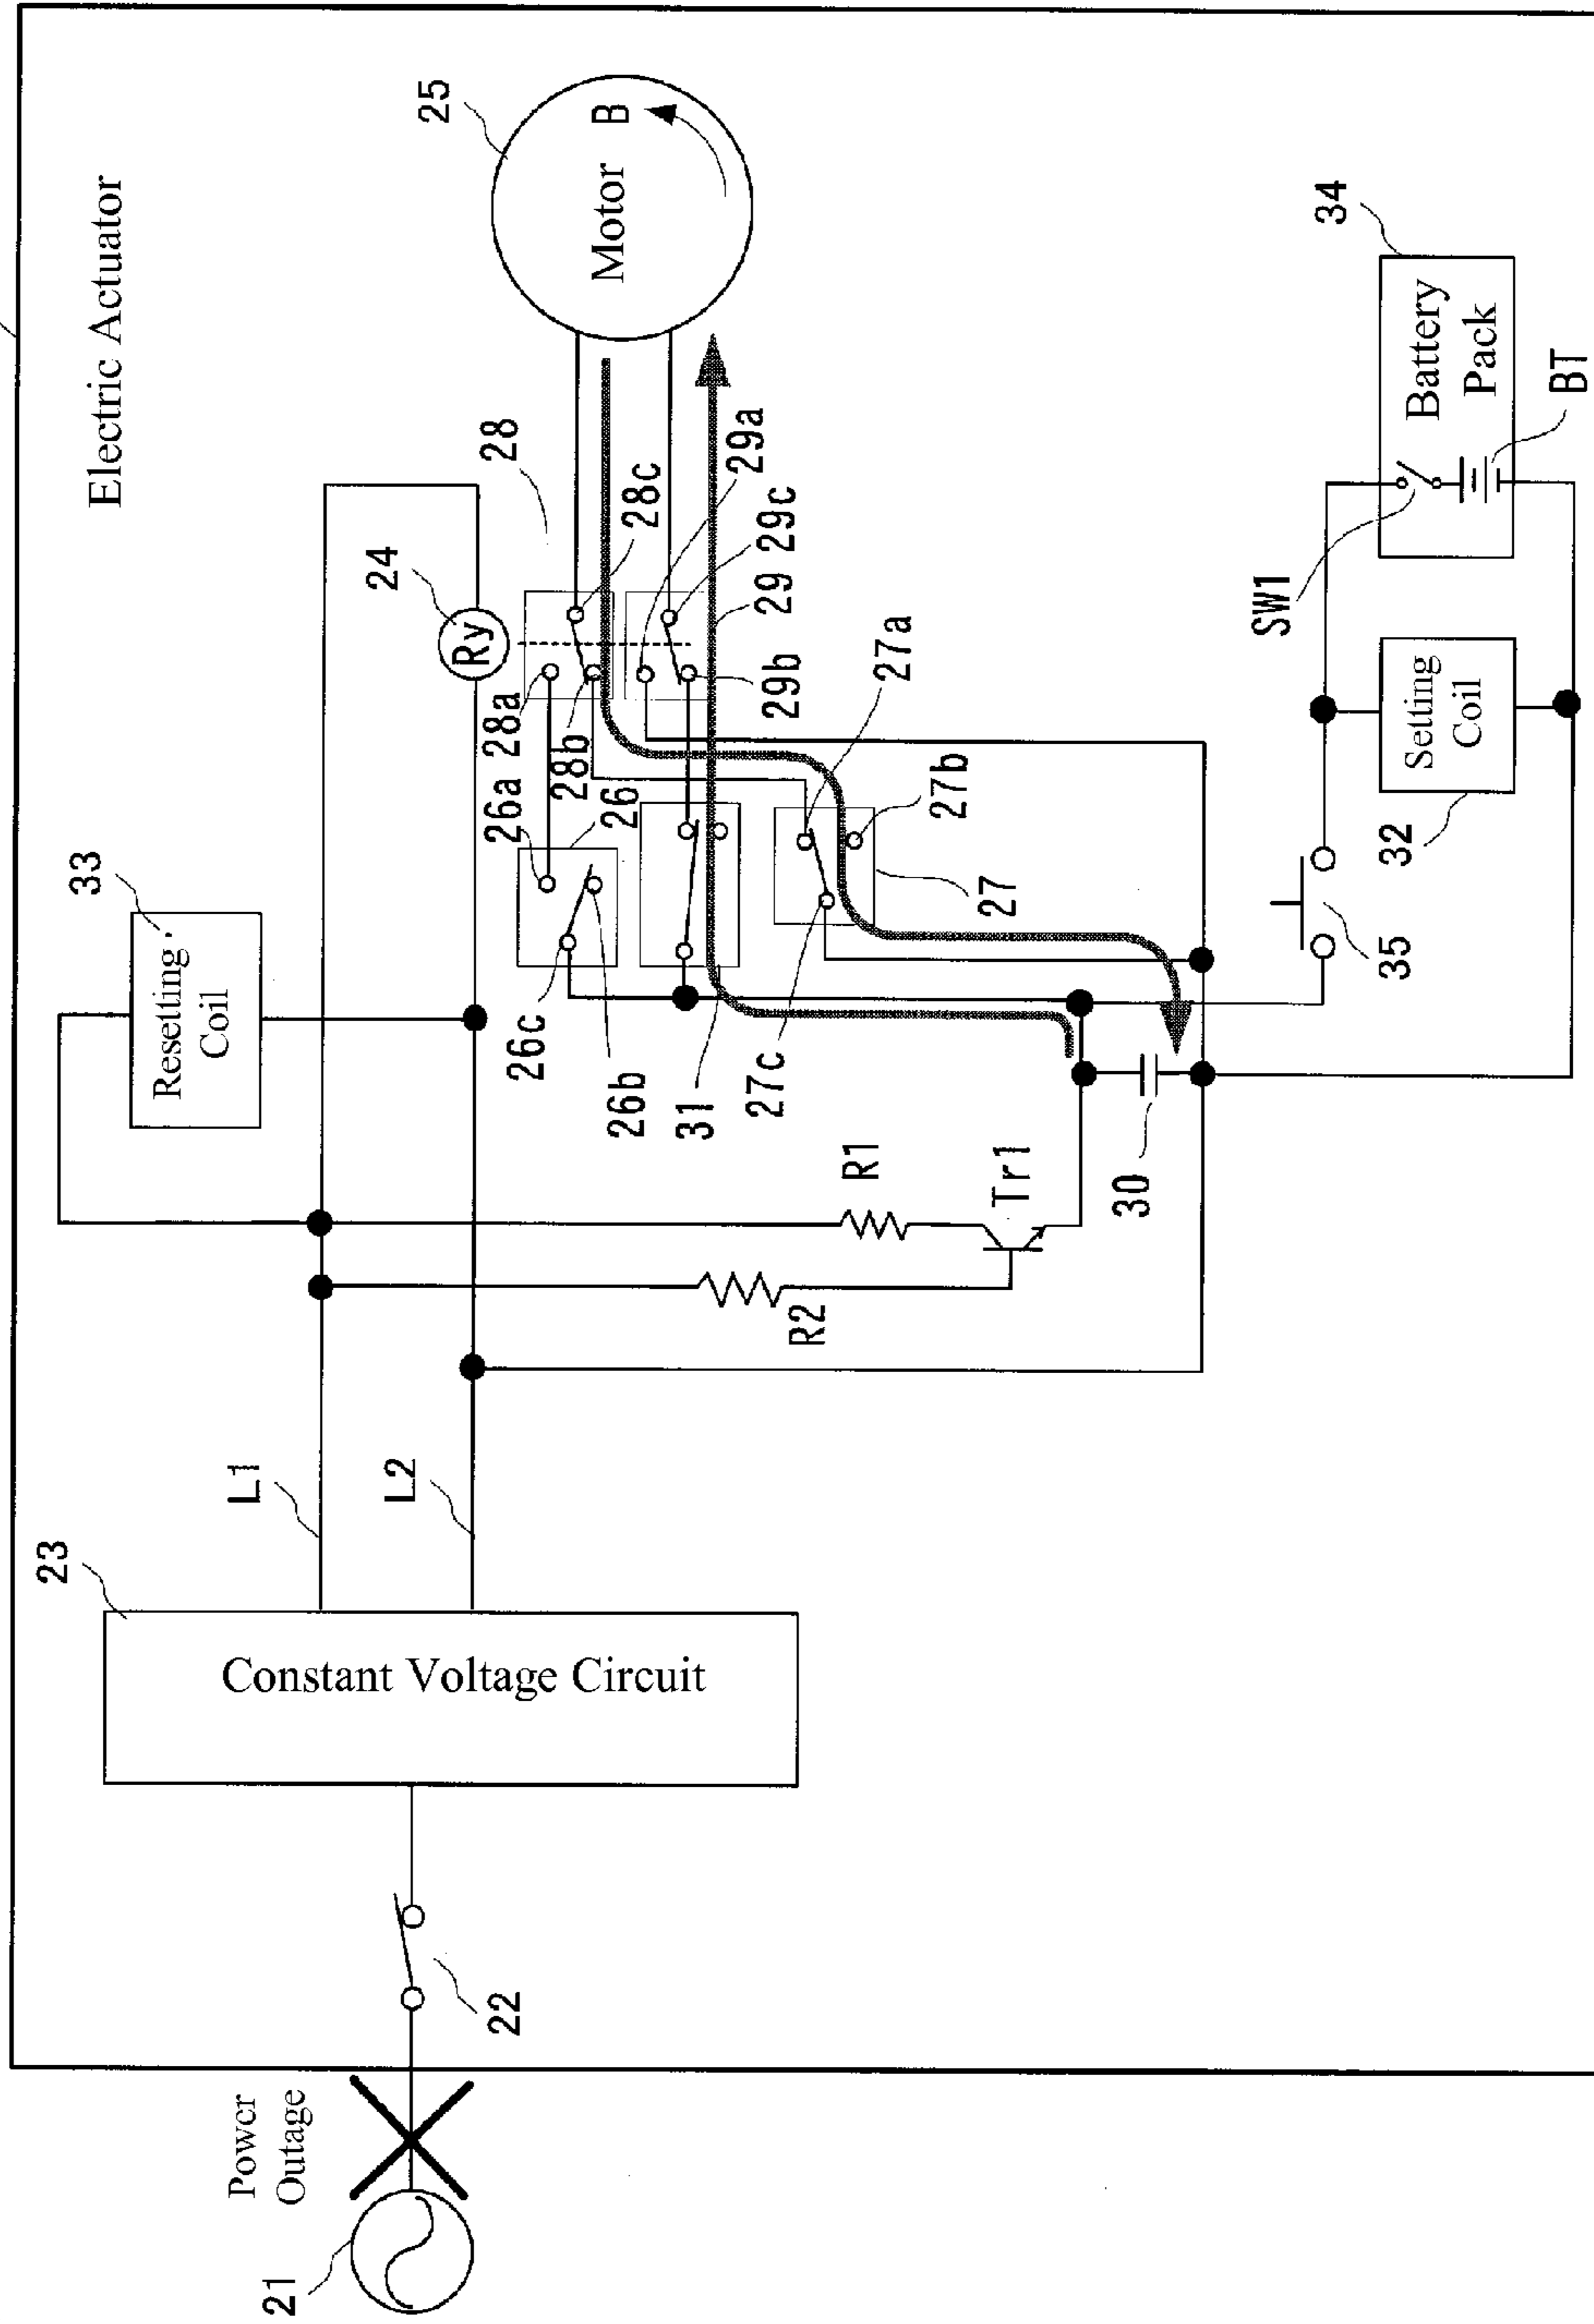 Electric Actuator
25
Motor
B
24
Ry
28
28a
28b
28c
29a
29c
29
29b
26a
26
26c
26b
31
27a
27b
27
27c
33
Resetting
Coil
34
Battery
Pack
BT
SW1
Setting
Coil
32
35
R1
Tr1
30
R2
L1
L2
23
Constant Voltage Circuit
22
Power
Outage
21